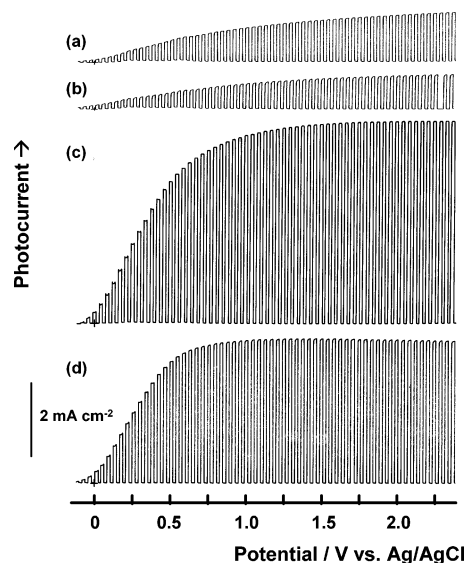 (a)
(b)
(c)
Photocurrent →
(d)
2 mA cm-2
0 0.5 1.0 1.5 2.0
Potential / V vs. Ag/AgCl